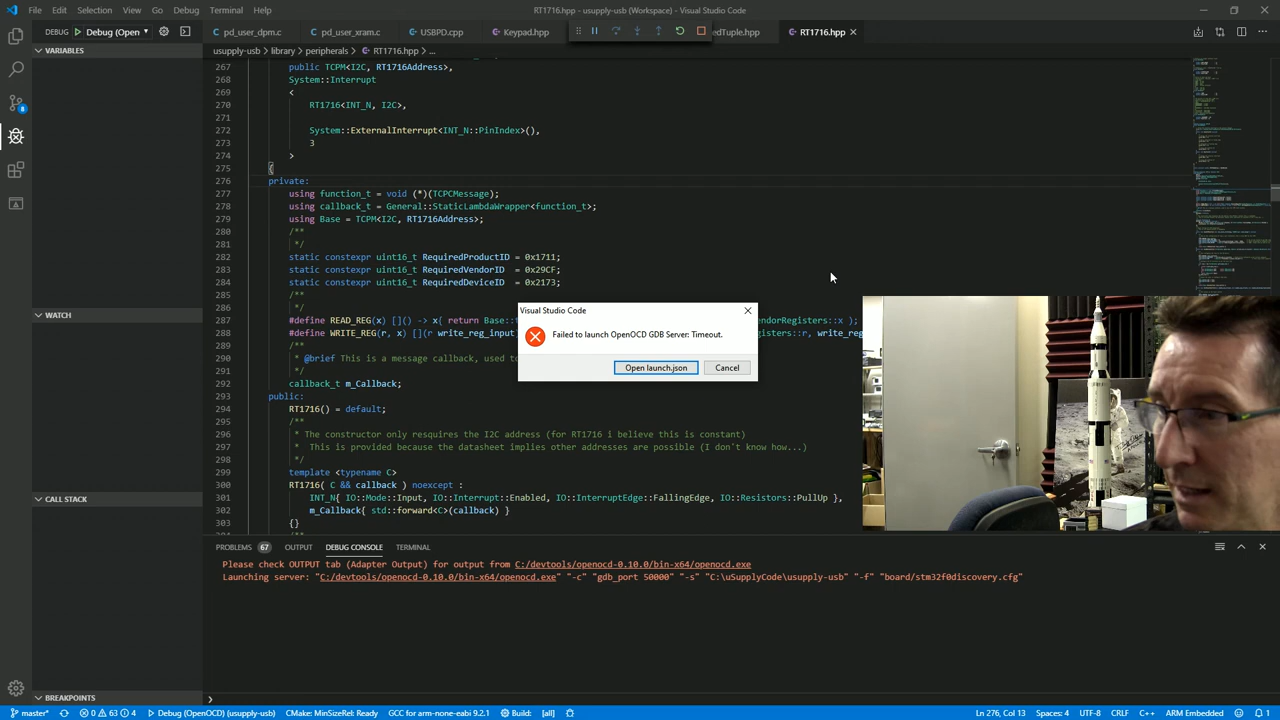 File Edit Selection View Go Debug Terminal Help
RT1716.hpp - usupply-usb (Workspace) - Visual Studio Code
DEBUG Debug (Open
pd_user_dpm.c pd_user_xram.c USBPD.cpp Keypad.hpp edTuple.hpp RT1716.hpp
VARIABLES
usupply-usb > library > peripherals > RT1716.hpp > ...
267 public TCPM<I2C, RT1716Address>,
268 System::Interrupt
269 <
270 RT1716<INT_N, I2C>,
271
272 System::ExternalInterrupt<INT_N::PinIndex>(),
273 3
274 >
275 {
276 private:
277 using function_t = void (*)(TCPCMessage);
278 using callback_t = General::StaticLambdaWrapper<function_t>;
279 using Base = TCPM<I2C, RT1716Address>;
280 /**
281 */
282 static constexpr uint16_t RequiredProductID = 0x1711;
283 static constexpr uint16_t RequiredVendorID = 0x29CF;
284 static constexpr uint16_t RequiredDeviceID = 0x2173;
285 /**
286 */
287 #define READ_REG(x) []() -> x{ return Base:: endorRegisters::x );
288 #define WRITE_REG(r, x) [](r write_reg_input gisters::r, write_reg
289 /**
290 * @brief This is a message callback, used to
291 */
292 callback_t m_Callback;
293 public:
294 RT1716() = default;
295 /**
296 * The constructor only resquires the I2C address (for RT1716 i believe this is constant)
297 * This is provided because the datasheet implies other addresses are possible (I don't know how...)
298 */
299 template <typename C>
300 RT1716( C && callback ) noexcept :
301 INT_N{ IO::Mode::Input, IO::Interrupt::Enabled, IO::InterruptEdge::FallingEdge, IO::Resistors::PullUp },
302 m_Callback{ std::forward<C>(callback) }
303 {}
WATCH
Visual Studio Code
Failed to launch OpenOCD GDB Server: Timeout.
Open launch.json Cancel
CALL STACK
PROBLEMS 67 OUTPUT DEBUG CONSOLE TERMINAL
Please check OUTPUT tab (Adapter Output) for output from C:/devtools/openocd-0.10.0/bin-x64/openocd.exe
Launching server: "C:/devtools/openocd-0.10.0/bin-x64/openocd.exe" "-c" "gdb_port 50000" "-s" "C:\uSupplyCode\usupply-usb" "-f" "board/stm32f0discovery.cfg"
BREAKPOINTS
master* 0 63 4 Debug (OpenOCD) (usupply-usb) CMake: MinSizeRel: Ready GCC for arm-none-eabi 9.2.1 Build: [all] Ln 276, Col 13 Spaces: 4 UTF-8 CRLF C++ ARM Embedded 1